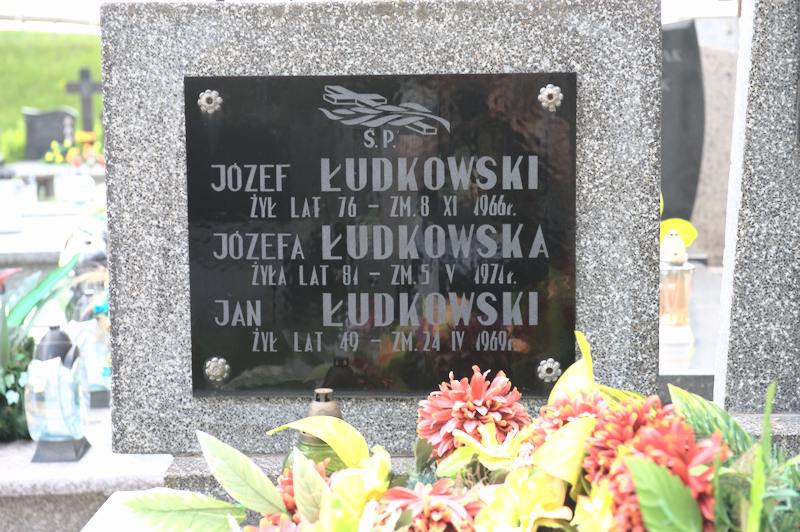 Ś.P.
JÓZEF ŁUDKOWSKI
ŻYŁ LAT 76 – ZM. 8 XI 1966r.
JÓZEFA ŁUDKOWSKA
ŻYŁA LAT 81 – ZM. 5 V 1971r.
JAN ŁUDKOWSKI
ŻYŁ LAT 49 – ZM. 24 IV 1969r.